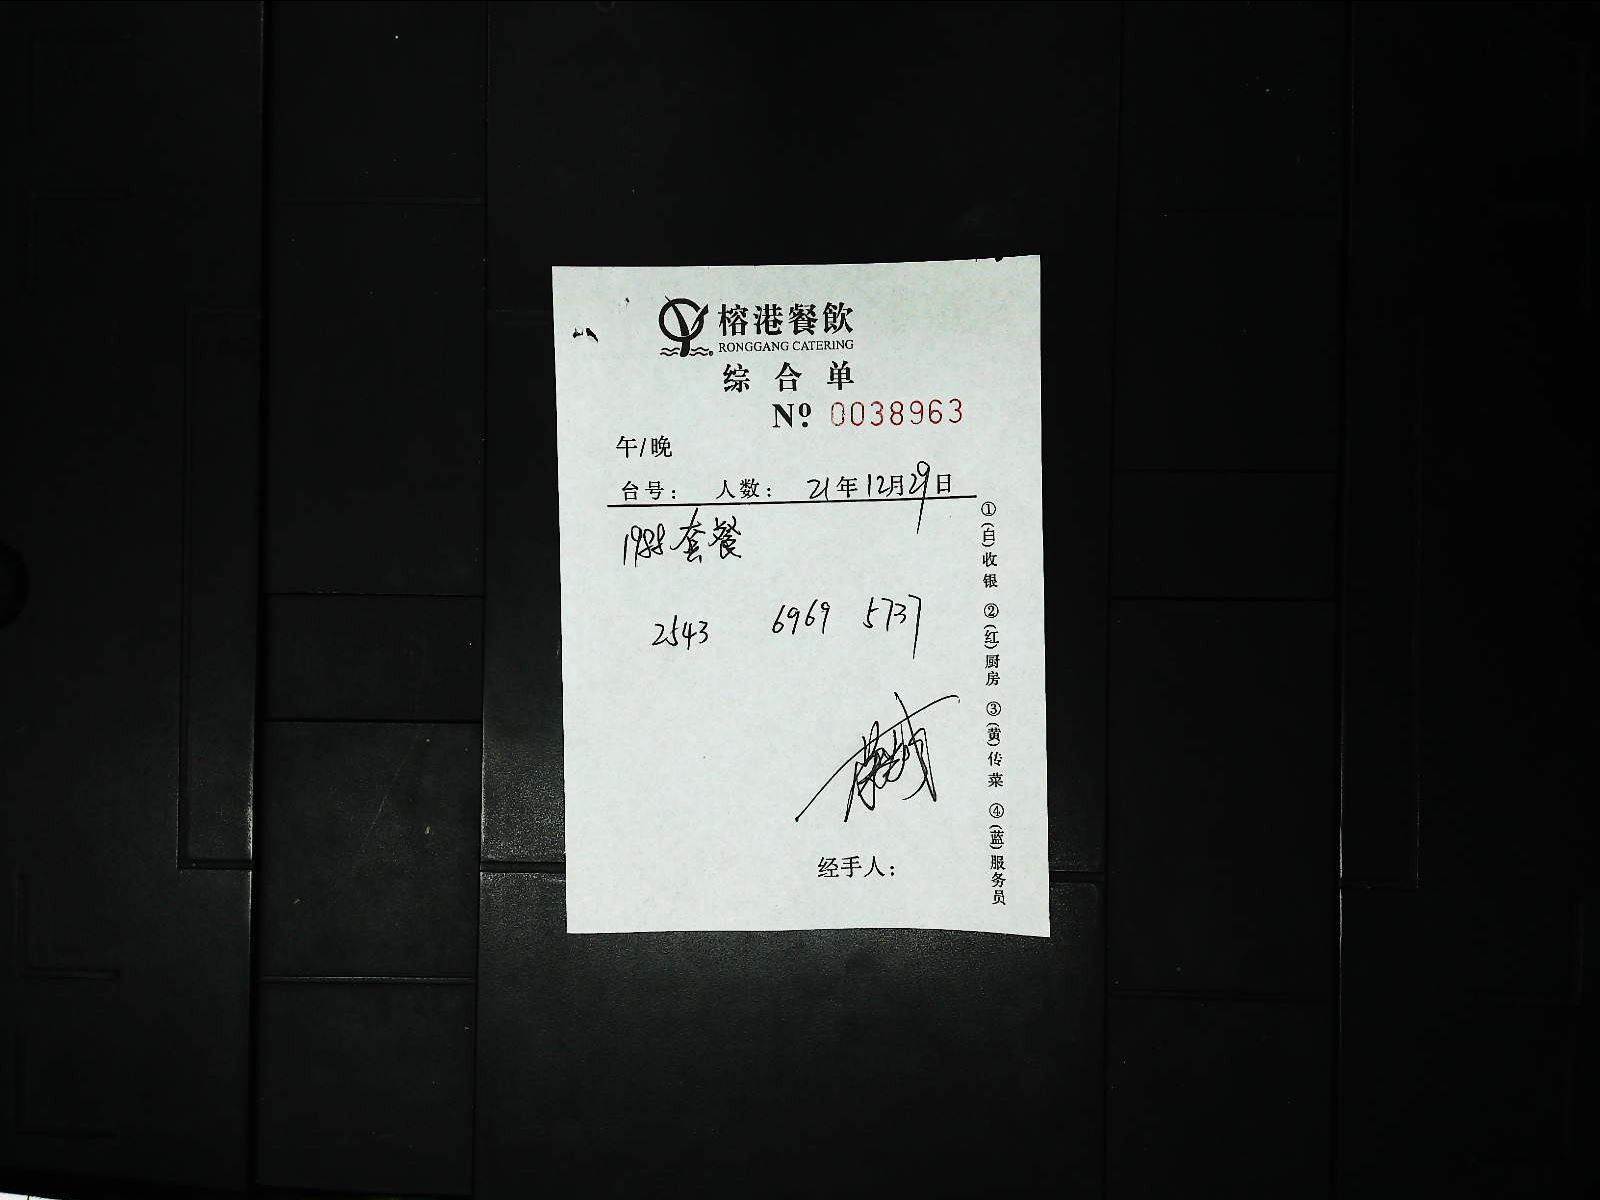 榕港餐飲
RONGGANG CATERING
综合单
Nº 0038963
午/晚
台号： 人数： 21年12月29日
1988套餐
2543 6969 5737
经手人：
①(白)收银 ②(红)厨房 ③(黄)传菜 ④(蓝)服务员